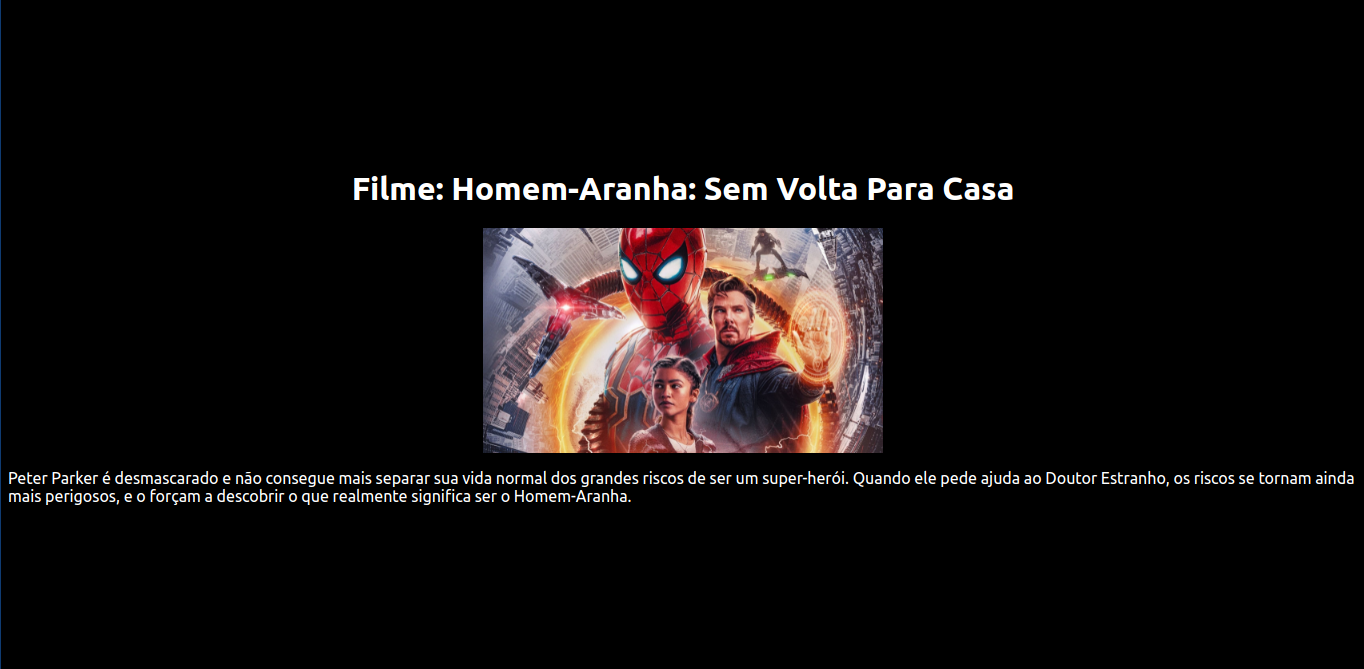 Filme: Homem-Aranha: Sem Volta Para Casa
Peter Parker é desmascarado e não consegue mais separar sua vida normal dos grandes riscos de ser um super-herói. Quando ele pede ajuda ao Doutor Estranho, os riscos se tornam ainda
mais perigosos, e o forçam a descobrir o que realmente significa ser o Homem-Aranha.